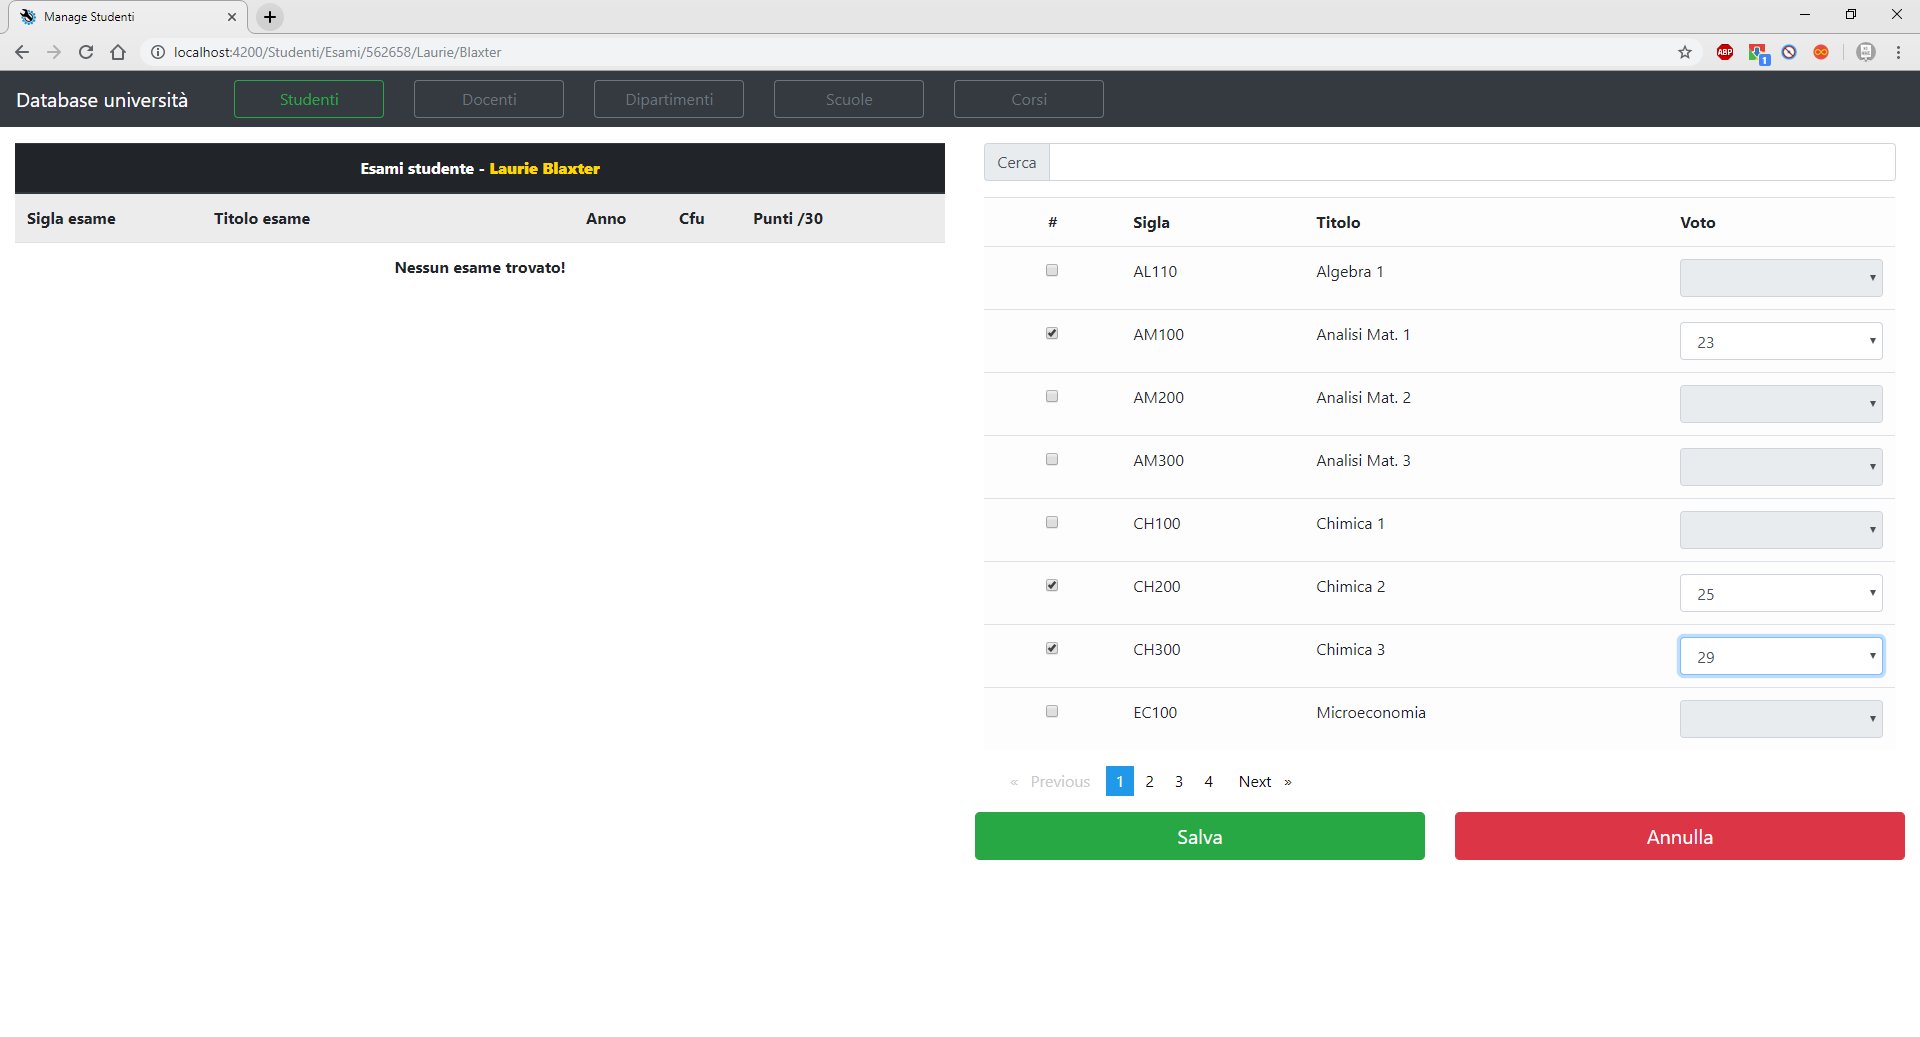 Manage Studenti
localhost:4200/Studenti/Esami/562658/Laurie/Blaxter
ABP
1
Database università
Studenti
Docenti
Dipartimenti
Scuole
Corsi
Esami studente - Laurie Blaxter
Sigla esame Titolo esame Anno Cfu Punti /30
Nessun esame trovato!
Cerca
# Sigla Titolo Voto
AL110 Algebra 1
AM100 Analisi Mat. 1 23
AM200 Analisi Mat. 2
AM300 Analisi Mat. 3
CH100 Chimica 1
CH200 Chimica 2 25
CH300 Chimica 3 29
EC100 Microeconomia
« Previous 1 2 3 4 Next »
Salva
Annulla